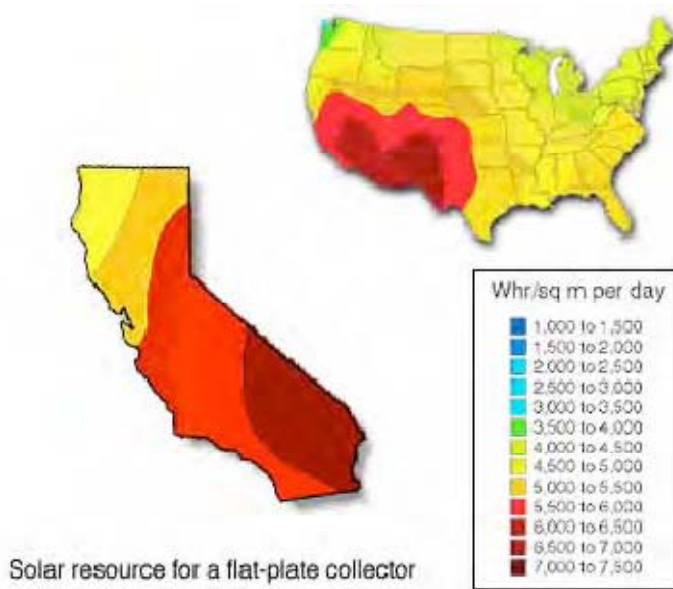 Whr/sq m per day
1,000 to 1,500
1,500 to 2,000
2,000 to 2,500
2,500 to 3,000
3,000 to 3,500
3,500 to 4,000
4,000 to 4,500
4,500 to 5,000
5,000 to 5,500
5,500 to 6,000
6,000 to 6,500
6,500 to 7,000
7,000 to 7,500
Solar resource for a flat-plate collector